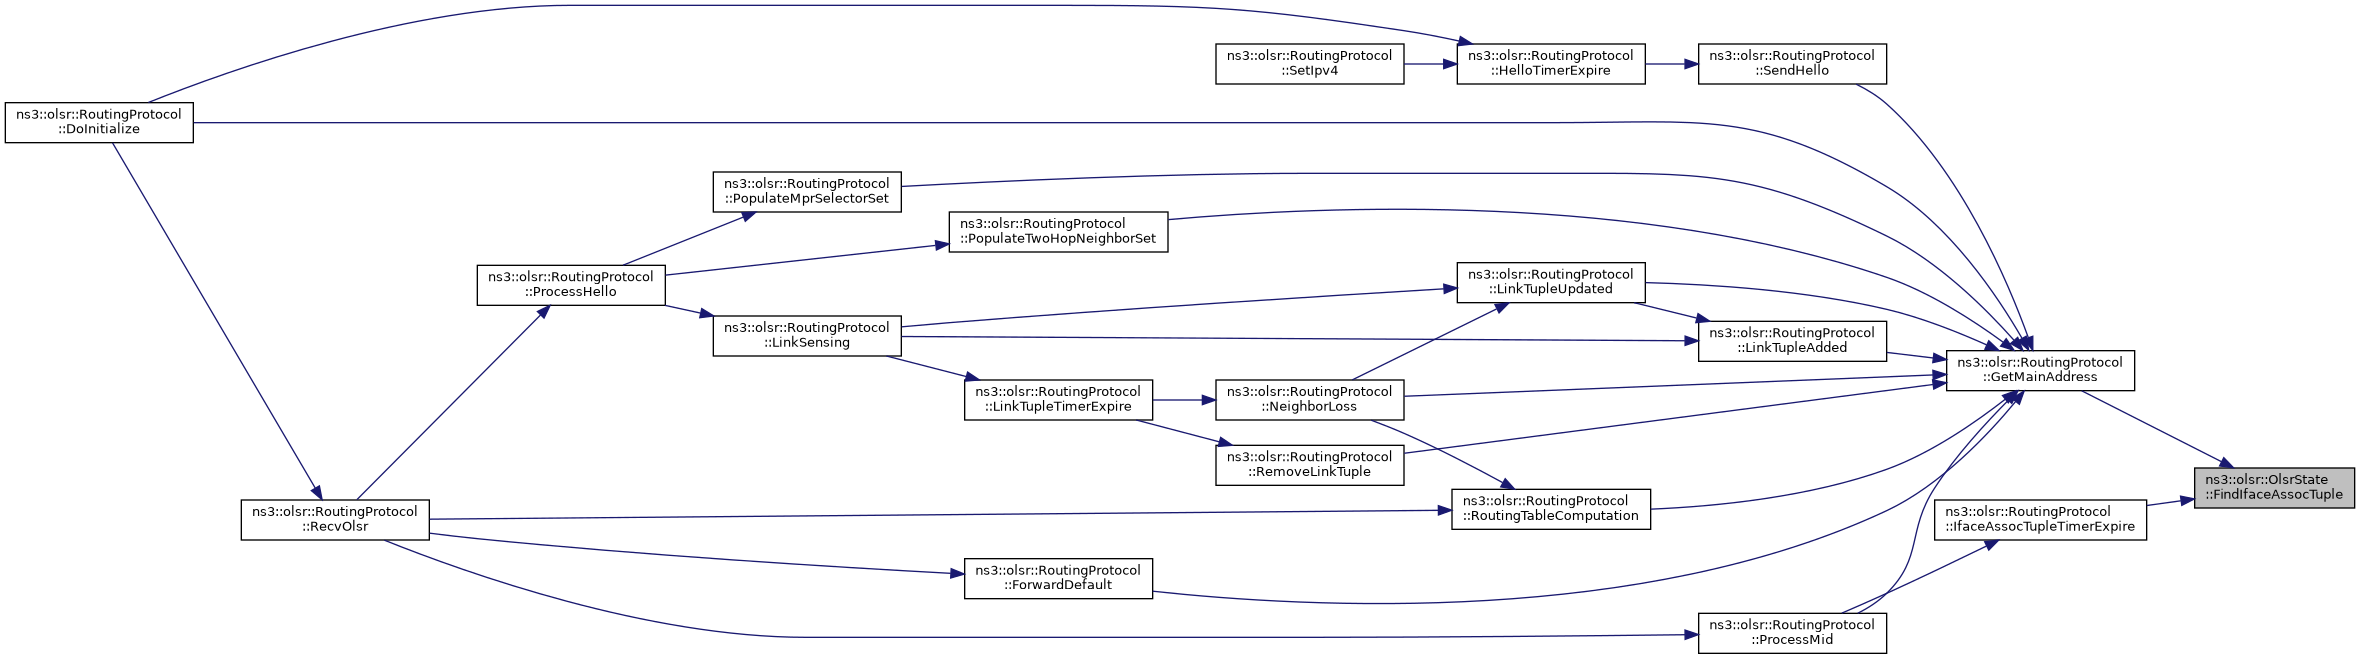 ns3::olsr::RoutingProtocol
::SetIpv4
ns3::olsr::RoutingProtocol
::HelloTimerExpire
ns3::olsr::RoutingProtocol
::SendHello
ns3::olsr::RoutingProtocol
::DoInitialize
ns3::olsr::RoutingProtocol
::PopulateMprSelectorSet
ns3::olsr::RoutingProtocol
::PopulateTwoHopNeighborSet
ns3::olsr::RoutingProtocol
::ProcessHello
ns3::olsr::RoutingProtocol
::LinkTupleUpdated
ns3::olsr::RoutingProtocol
::LinkSensing
ns3::olsr::RoutingProtocol
::LinkTupleAdded
ns3::olsr::RoutingProtocol
::GetMainAddress
ns3::olsr::RoutingProtocol
::LinkTupleTimerExpire
ns3::olsr::RoutingProtocol
::NeighborLoss
ns3::olsr::RoutingProtocol
::RemoveLinkTuple
ns3::olsr::OlsrState
::FindIfaceAssocTuple
ns3::olsr::RoutingProtocol
::RoutingTableComputation
ns3::olsr::RoutingProtocol
::RecvOlsr
ns3::olsr::RoutingProtocol
::IfaceAssocTupleTimerExpire
ns3::olsr::RoutingProtocol
::ForwardDefault
ns3::olsr::RoutingProtocol
::ProcessMid